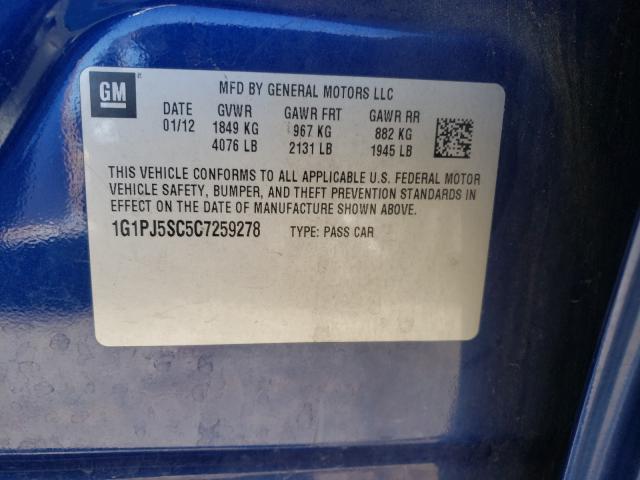 GM
MFD BY GENERAL MOTORS LLC
DATE GVWR GAWR FRT GAWR RR
01/12 1849 KG 967 KG 882 KG
4076 LB 2131 LB 1945 LB
THIS VEHICLE CONFORMS TO ALL APPLICABLE U.S. FEDERAL MOTOR
VEHICLE SAFETY, BUMPER, AND THEFT PREVENTION STANDARDS IN
EFFECT ON THE DATE OF MANUFACTURE SHOWN ABOVE.
1G1PJ5SC5C7259278 TYPE: PASS CAR